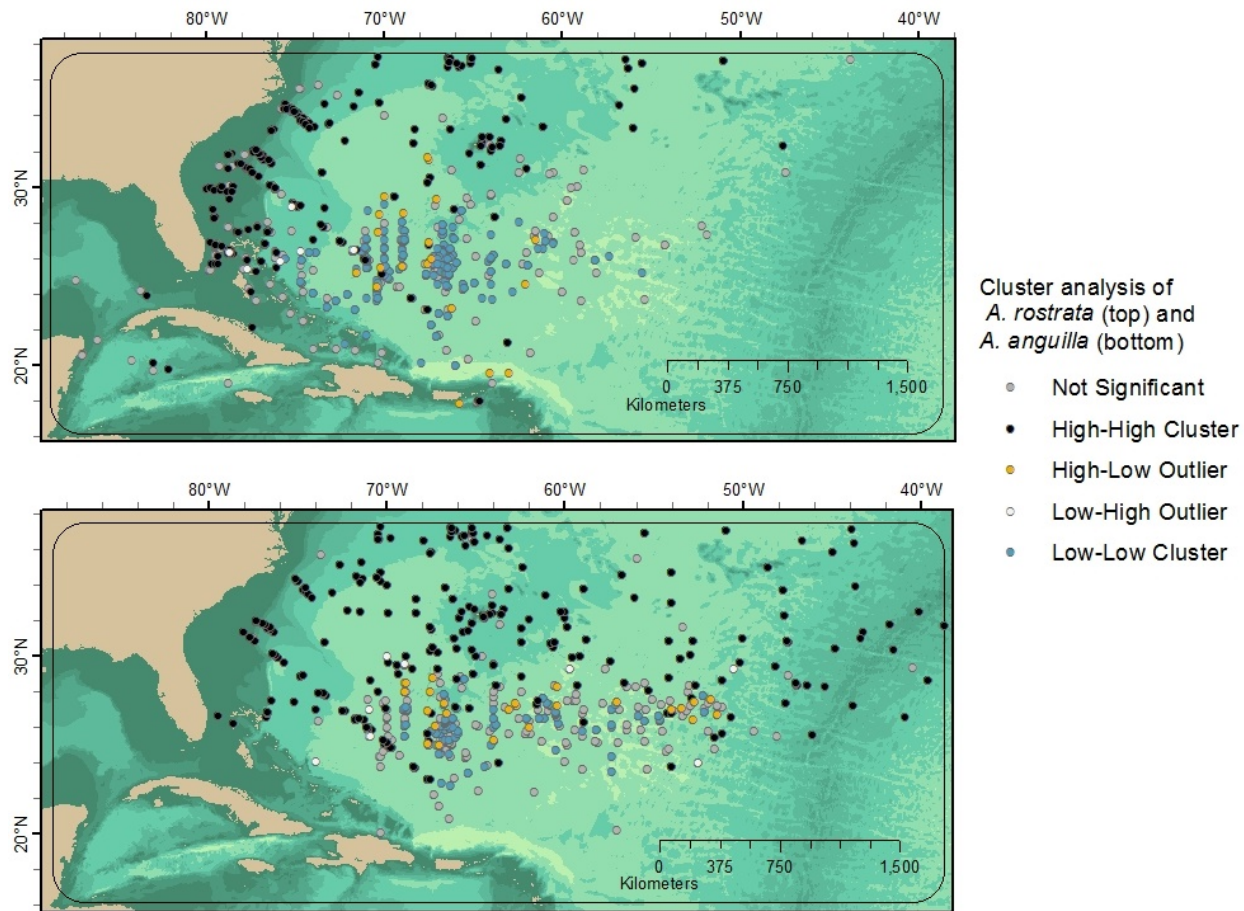 80°W 70°W 60°W 50°W 40°W
30°N
20°N
0 375 750 1,500
Kilometers
80°W 70°W 60°W 50°W 40°W
30°N
20°N
0 375 750 1,500
Kilometers
Cluster analysis of
A. rostrata (top) and
A. anguilla (bottom)
Not Significant
High-High Cluster
High-Low Outlier
Low-High Outlier
Low-Low Cluster